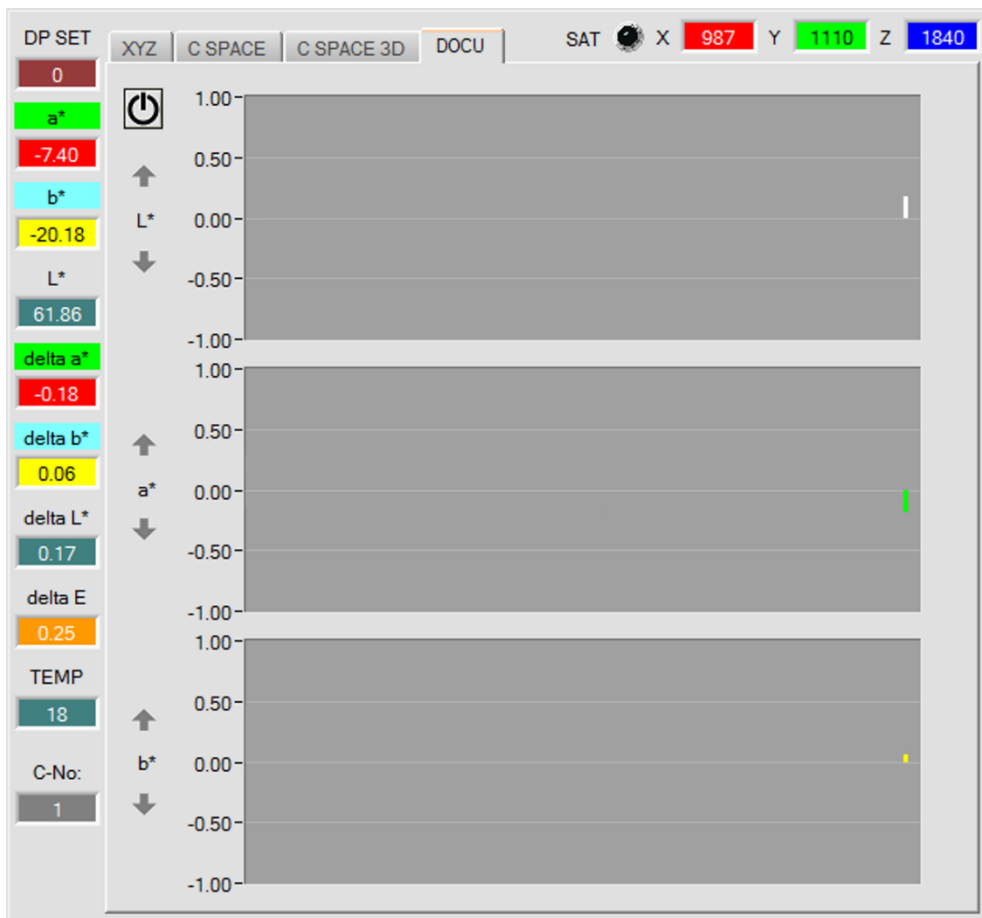 DP SET
0
a*
-7.40
b*
-20.18
L*
61.86
delta a*
-0.18
delta b*
0.06
delta L*
0.17
delta E
0.25
TEMP
18
C-No:
1
XYZ C SPACE C SPACE 3D DOCU
SAT X 987 Y 1110 Z 1840
L*
1.00
0.50
0.00
-0.50
-1.00
a*
1.00
0.50
0.00
-0.50
-1.00
b*
1.00
0.50
0.00
-0.50
-1.00